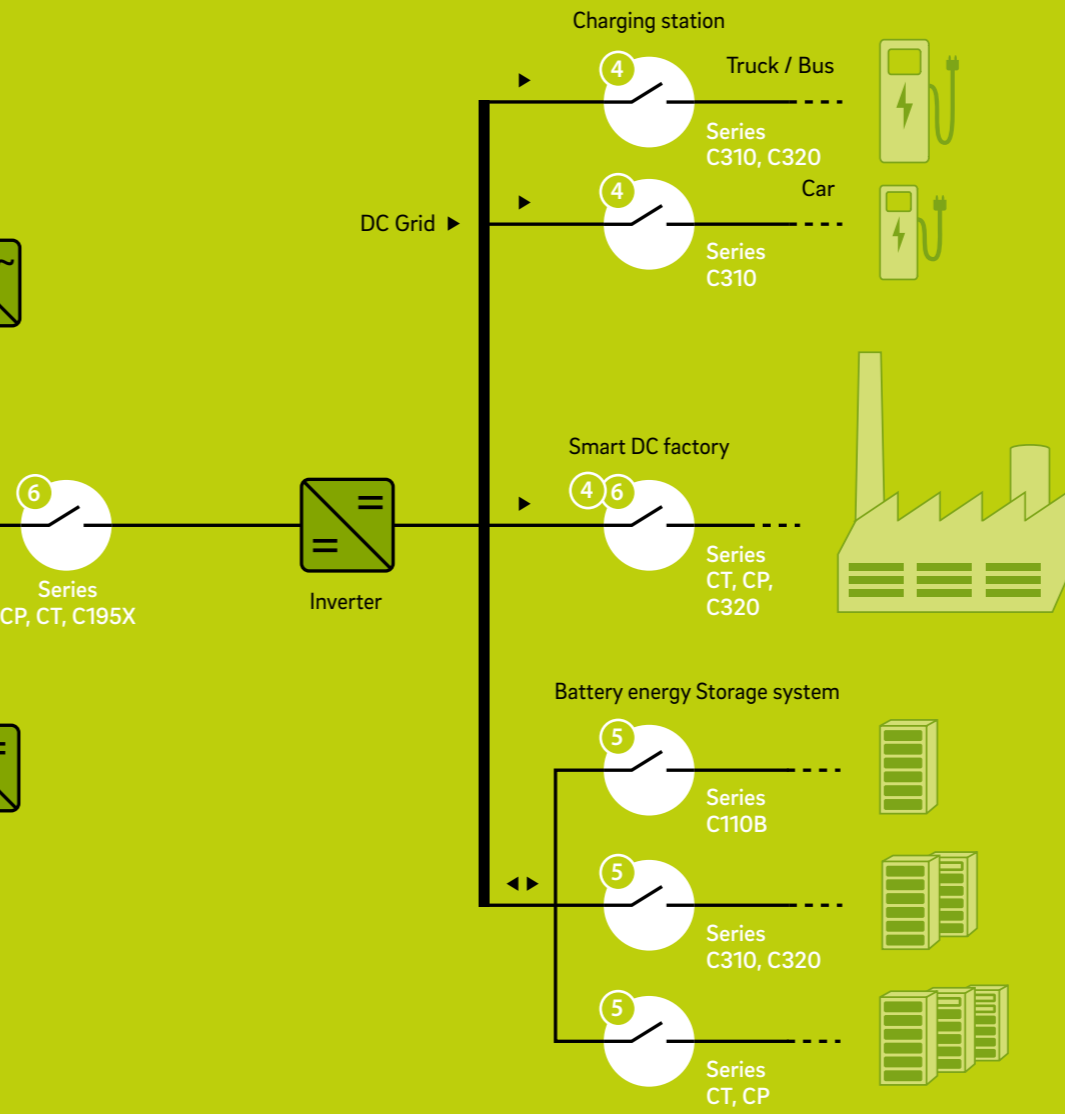 Charging station
4
Truck / Bus
Series
C310, C320
4
Car
DC Grid
Series
C310
Smart DC factory
6
4 6
Series
CP, CT, C195X
Inverter
Series
CT, CP,
C320
Battery energy Storage system
5
Series
C110B
5
Series
C310, C320
5
Series
CT, CP